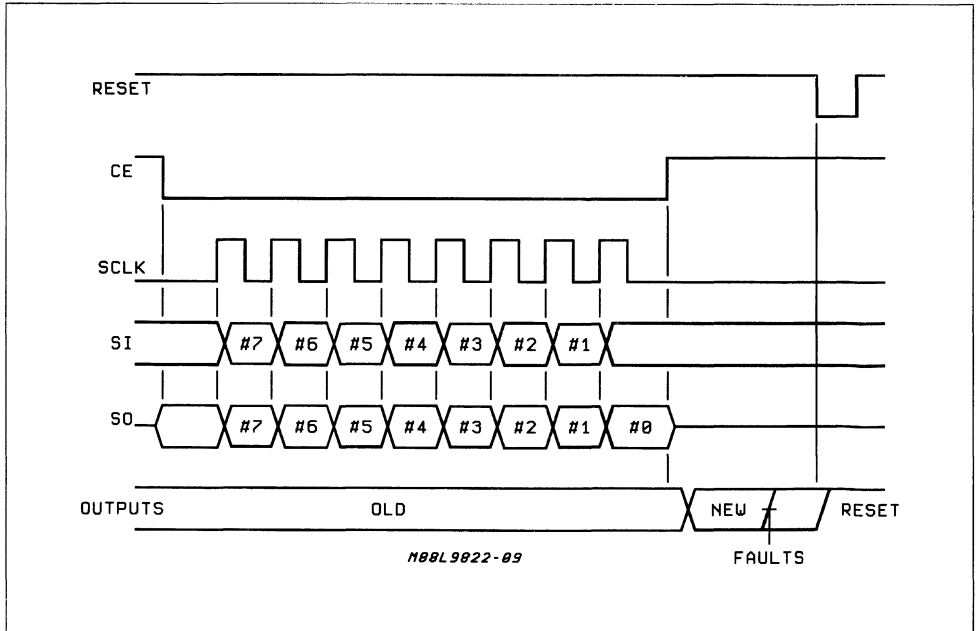 RESET
CE
SCLK
SI #7 #6 #5 #4 #3 #2 #1
SO #7 #6 #5 #4 #3 #2 #1 #0
OUTPUTS OLD NEW RESET
M88L9822-09 FAULTS